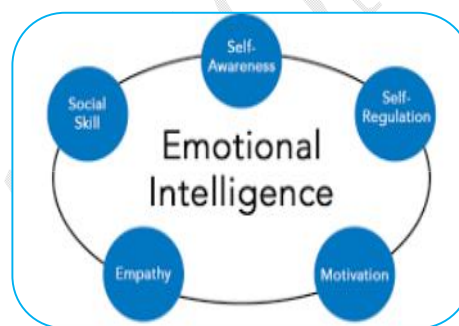 Self-
Awareness
Social
Skill
Self-
Regulation
Emotional
Intelligence
Empathy
Motivation